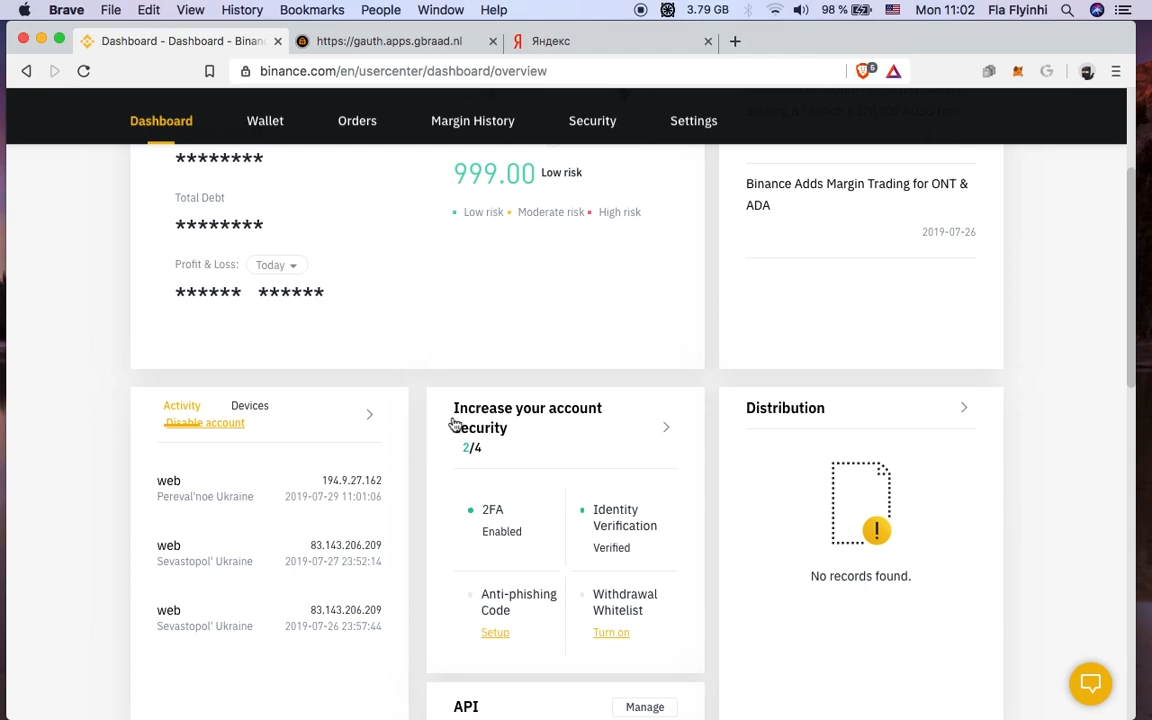 Brave File Edit View History Bookmarks People Window Help 3.79 GB 98 % Mon 11:02 Fla Flyinhi
Dashboard - Dashboard - Binan
https://gauth.apps.gbraad.nl
Яндекс
binance.com/en/usercenter/dashboard/overview
5
Dashboard Wallet Orders Margin History Security Settings
********
Total Debt
********
Profit & Loss: Today
****** ******
999.00 Low risk
Low risk Moderate risk High risk
Binance Adds Margin Trading for ONT &
ADA
2019-07-26
Activity Devices
Disable account
web 194.9.27.162
Pereval'noe Ukraine 2019-07-29 11:01:06
web 83.143.206.209
Sevastopol' Ukraine 2019-07-27 23:52:14
web 83.143.206.209
Sevastopol' Ukraine 2019-07-26 23:57:44
Increase your account
Security
2/4
2FA
Enabled
Identity
Verification
Verified
Anti-phishing
Code
Setup
Withdrawal
Whitelist
Turn on
API Manage
Distribution
No records found.